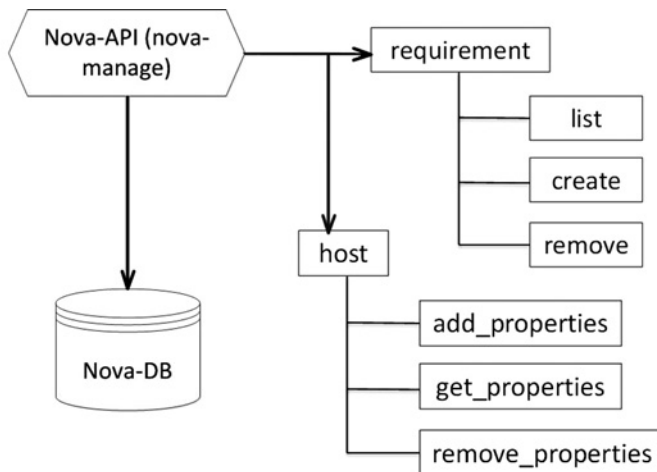 Nova-API (nova-
manage)
requirement
list
create
remove
host
add_properties
get_properties
remove_properties
Nova-DB